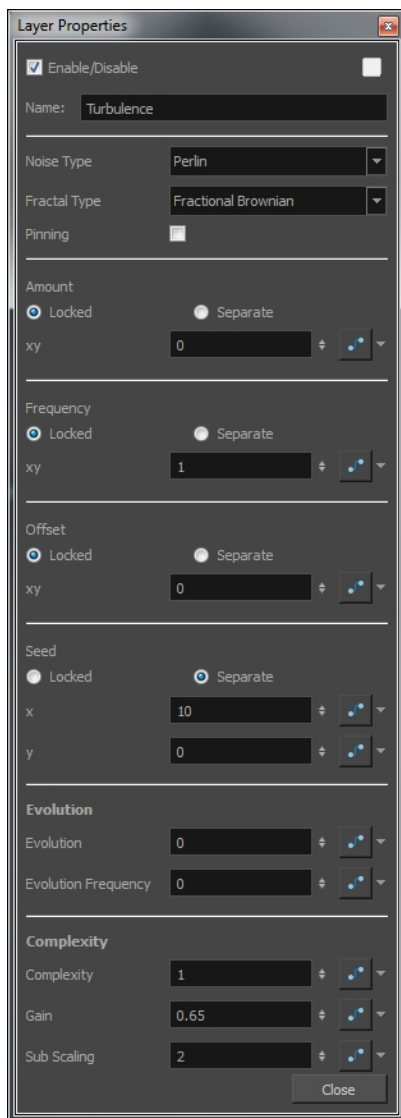 Layer Properties
Enable/Disable
Name: Turbulence
Noise Type Perlin
Fractal Type Fractional Brownian
Pinning
Amount
Locked Separate
xy 0
Frequency
Locked Separate
xy 1
Offset
Locked Separate
xy 0
Seed
Locked Separate
x 10
y 0
Evolution
Evolution 0
Evolution Frequency 0
Complexity
Complexity 1
Gain 0.65
Sub Scaling 2
Close